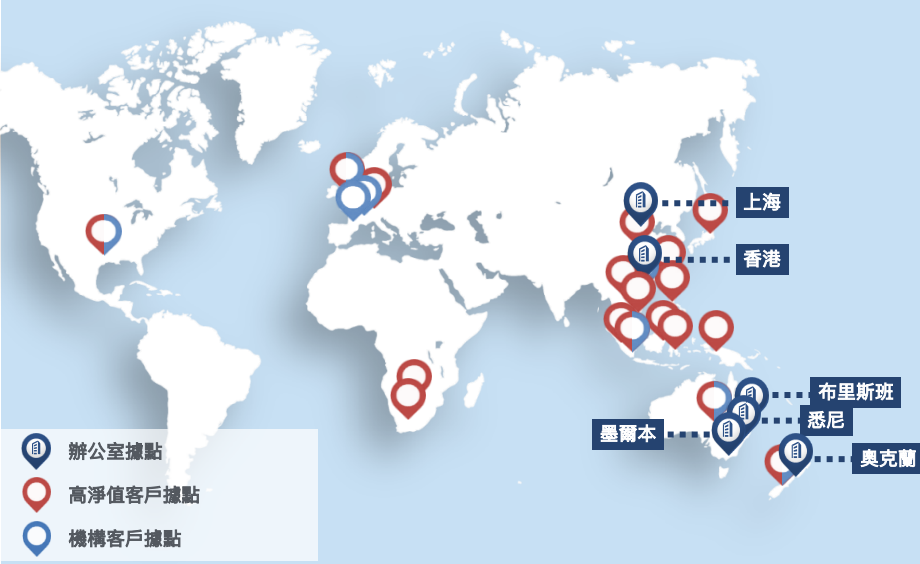 上海
香港
布里斯班
悉尼
墨爾本
奧克蘭
辦公室據點
高淨值客戶據點
機構客戶據點